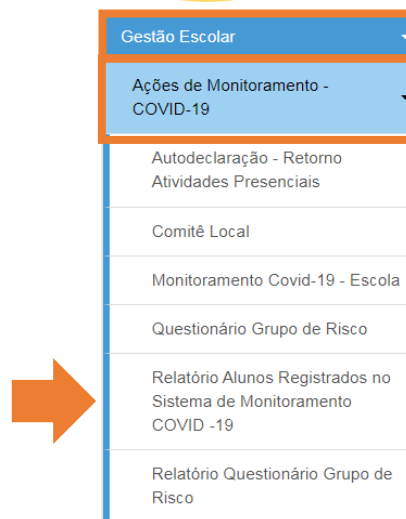 Gestão Escolar
Ações de Monitoramento -
COVID-19
Autodeclaração - Retorno
Atividades Presenciais
Comitê Local
Monitoramento Covid-19 - Escola
Questionário Grupo de Risco
Relatório Alunos Registrados no
Sistema de Monitoramento
COVID -19
Relatório Questionário Grupo de
Risco